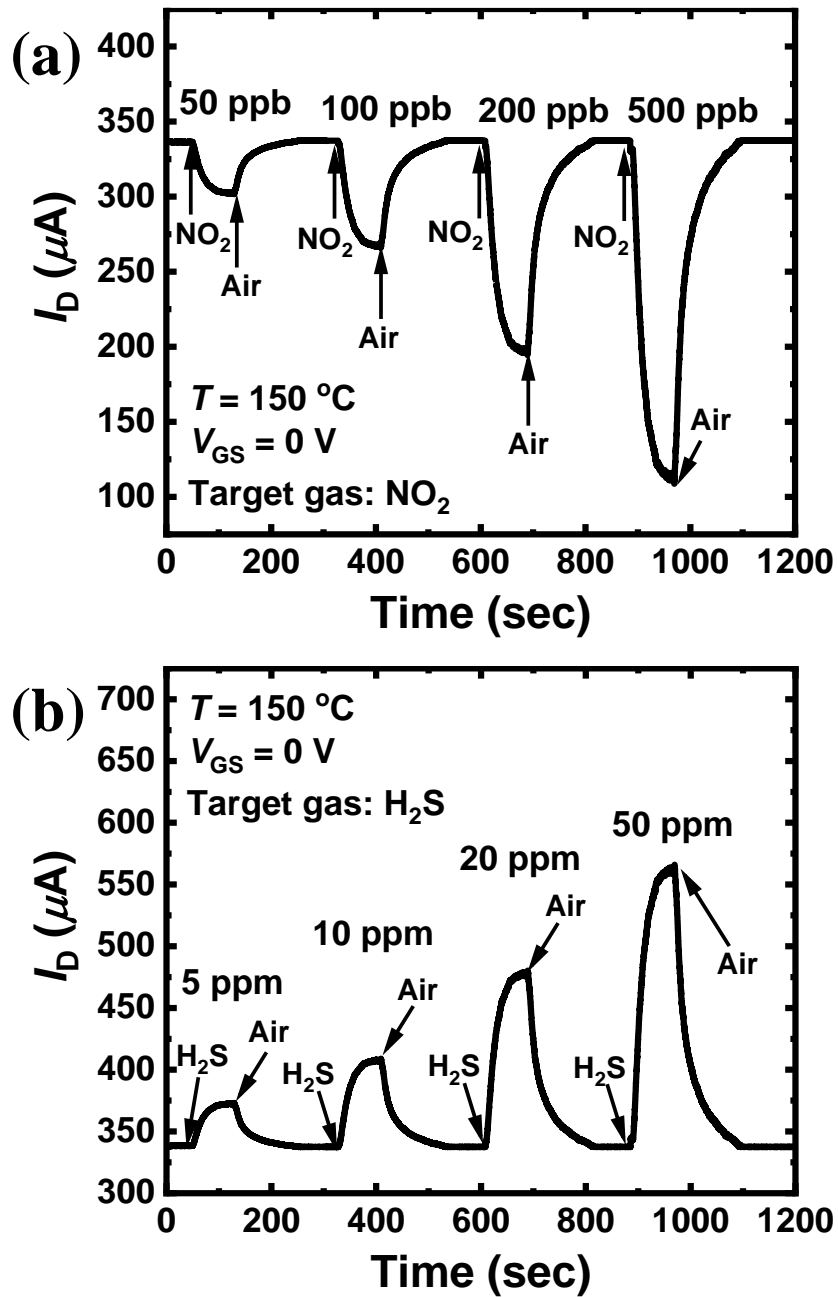 (a)
400
350
300
250
200
150
100
I_D (μA)
50 ppb 100 ppb 200 ppb 500 ppb
NO₂ Air NO₂ Air NO₂ Air NO₂ Air
T = 150 °C
V_GS = 0 V
Target gas: NO₂
0 200 400 600 800 1000 1200
Time (sec)
(b)
700
650
600
550
500
450
400
350
300
I_D (μA)
T = 150 °C
V_GS = 0 V
Target gas: H₂S
5 ppm 10 ppm 20 ppm 50 ppm
H₂S Air H₂S Air H₂S Air H₂S Air
0 200 400 600 800 1000 1200
Time (sec)